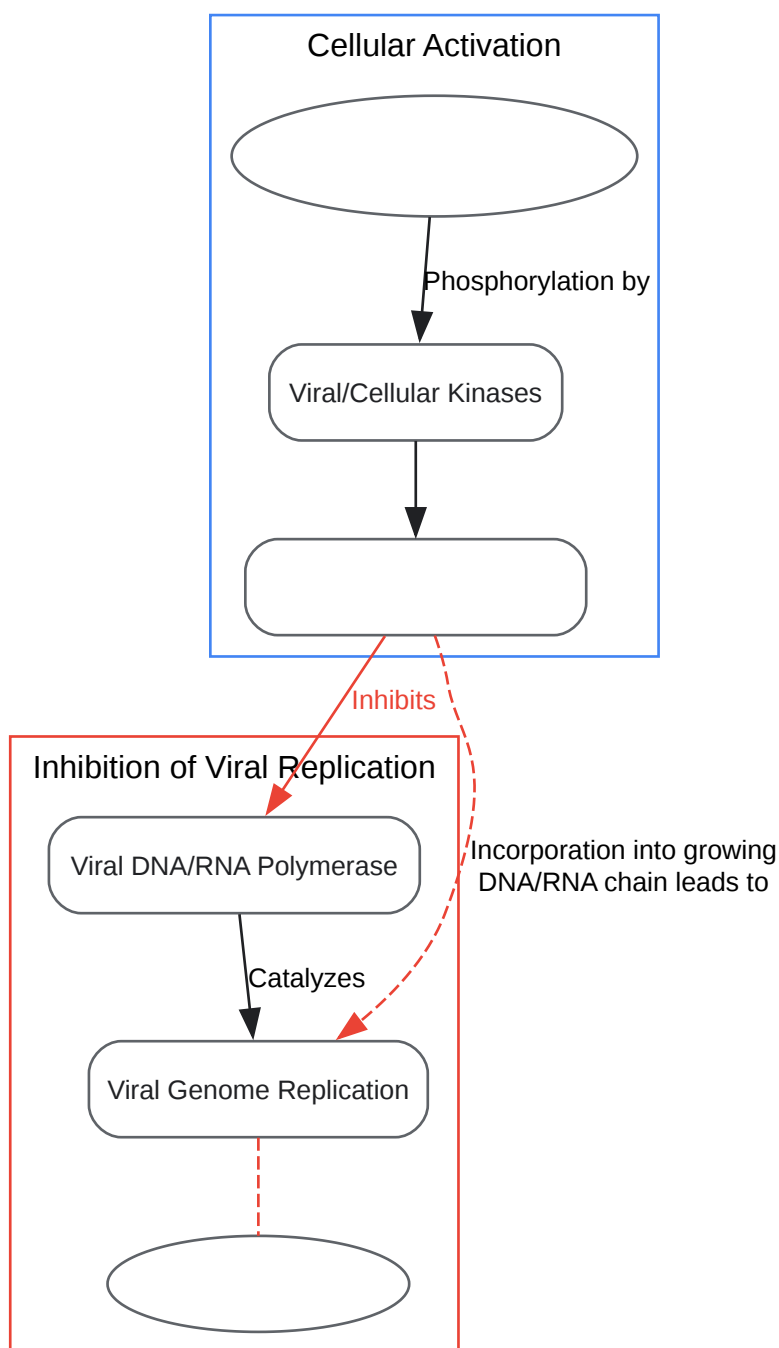 Cellular Activation
Phosphorylation by
Viral/Cellular Kinases
Inhibits
Inhibition of Viral Replication
Viral DNA/RNA Polymerase
Incorporation into growing
DNA/RNA chain leads to
Catalyzes
Viral Genome Replication